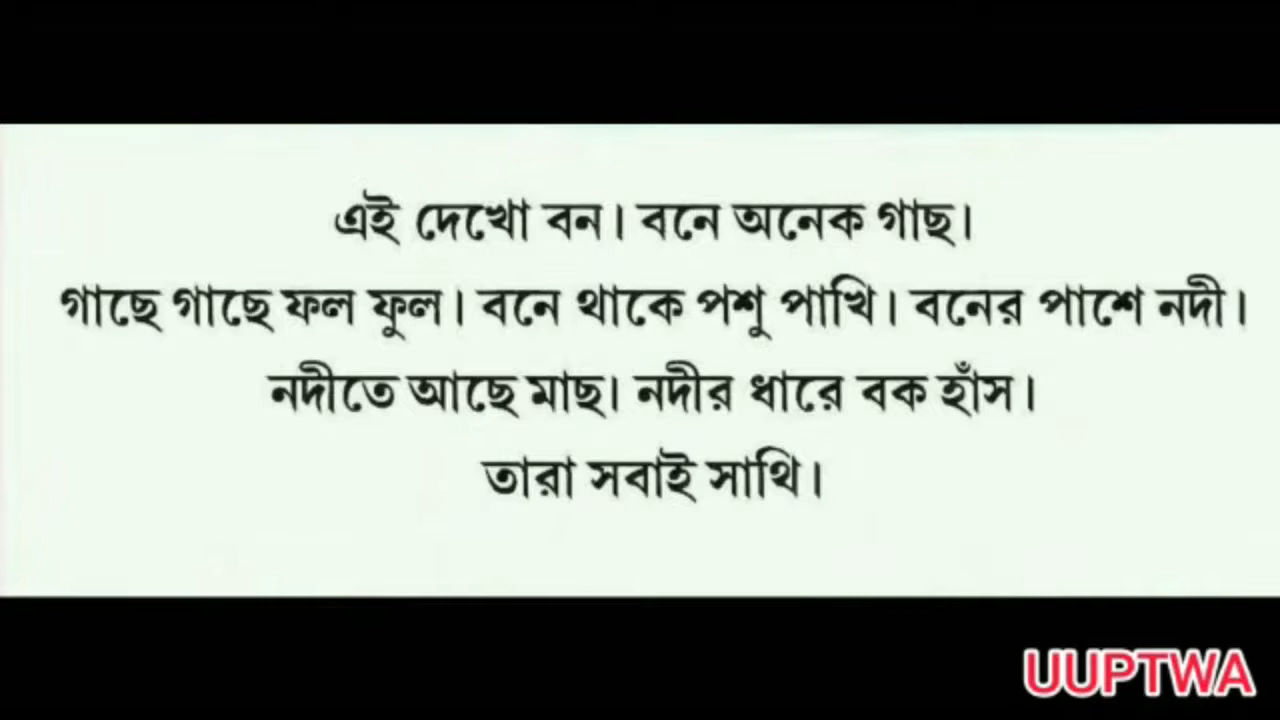 এই দেখো বন। বনে অনেক গাছ।
গাছে গাছে ফল ফুল। বনে থাকে পশু পাখি। বনের পাশে নদী।
নদীতে আছে মাছ। নদীর ধারে বক হাঁস।
তারা সবাই সাথি।
UUPTWA